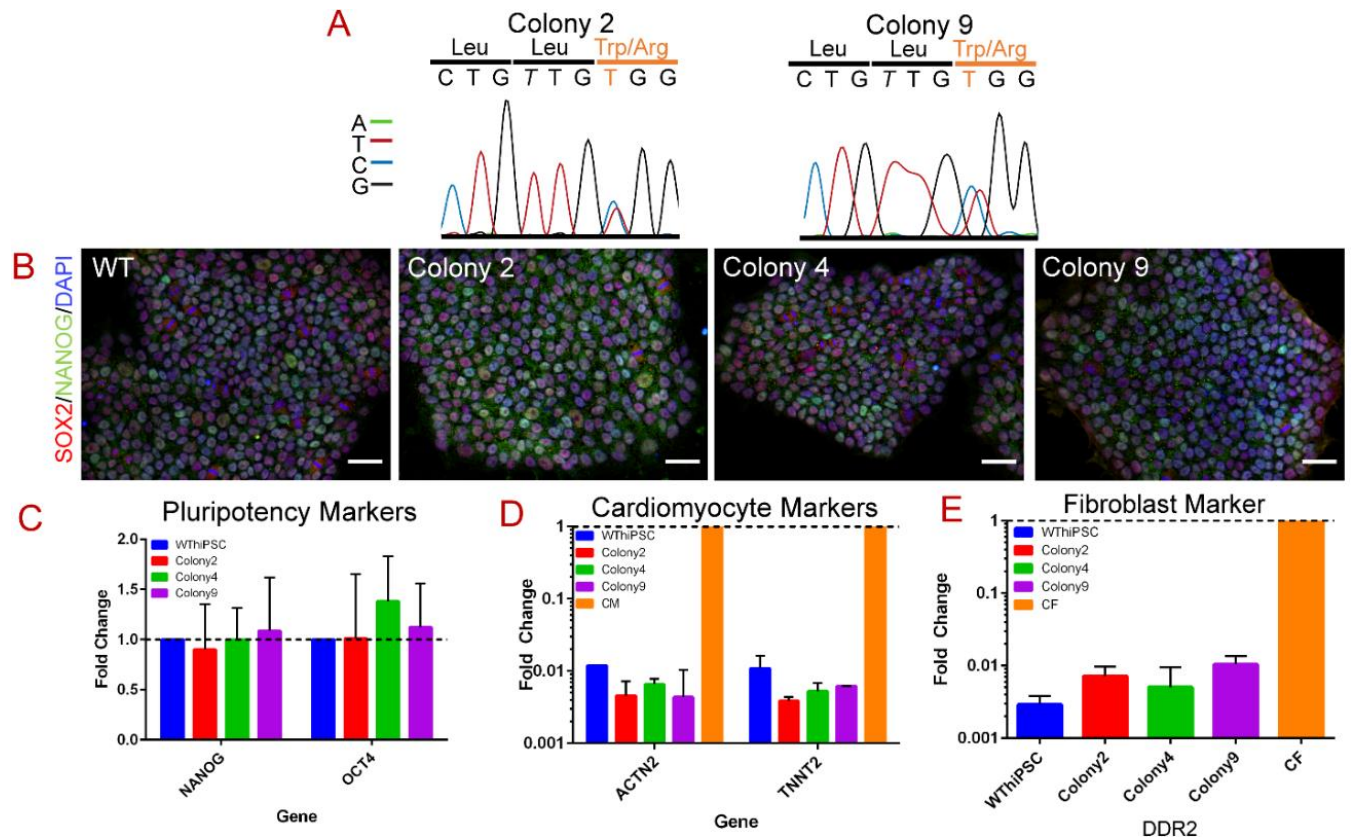 A
Colony 2
Colony 9
Leu Leu Trp/Arg
Leu Leu Trp/Arg
C T G T T G T G G
C T G T T G T G G
A
T
C
G
B
SOX2/NANOG/DAPI
WT
Colony 2
Colony 4
Colony 9
C
Pluripotency Markers
WThiPSC
Colony2
Colony4
Colony9
Fold Change
2.0
1.5
1.0
0.5
0.0
NANOG
OCT4
Gene
D
Cardiomyocyte Markers
WThiPSC
Colony2
Colony4
Colony9
CM
Fold Change
1
0.1
0.01
0.001
ACTN2
TNNT2
Gene
E
Fibroblast Marker
WThiPSC
Colony2
Colony4
Colony9
CF
Fold Change
1
0.1
0.01
0.001
WThiPSC
Colony2
Colony4
Colony9
CF
DDR2